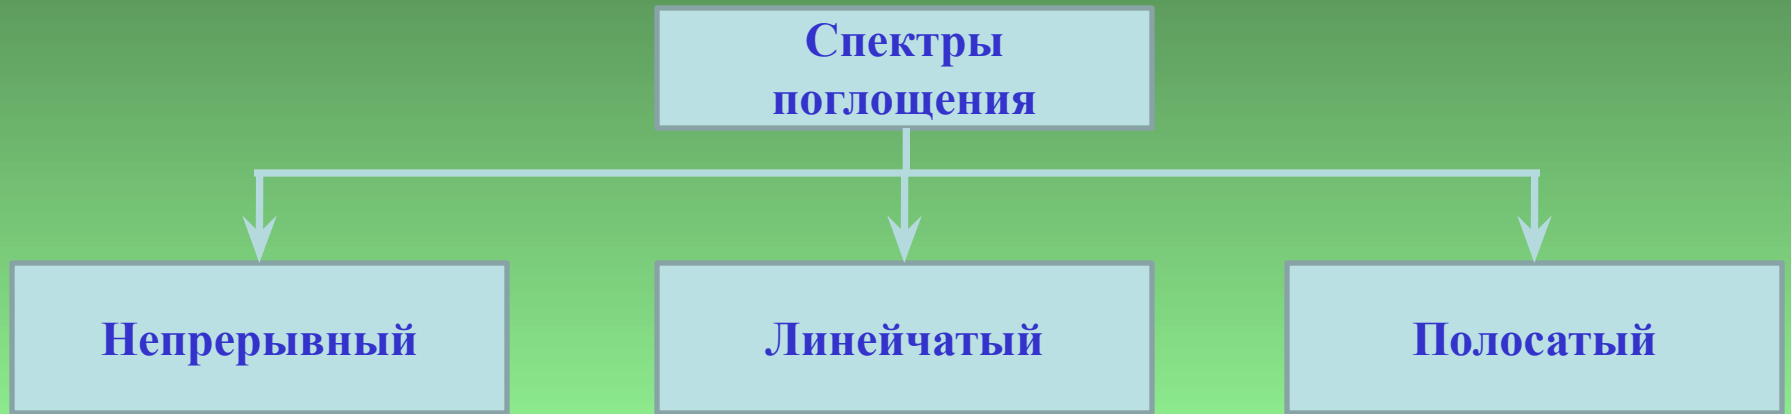 Спектры
поглощения
Непрерывный
Линейчатый
Полосатый